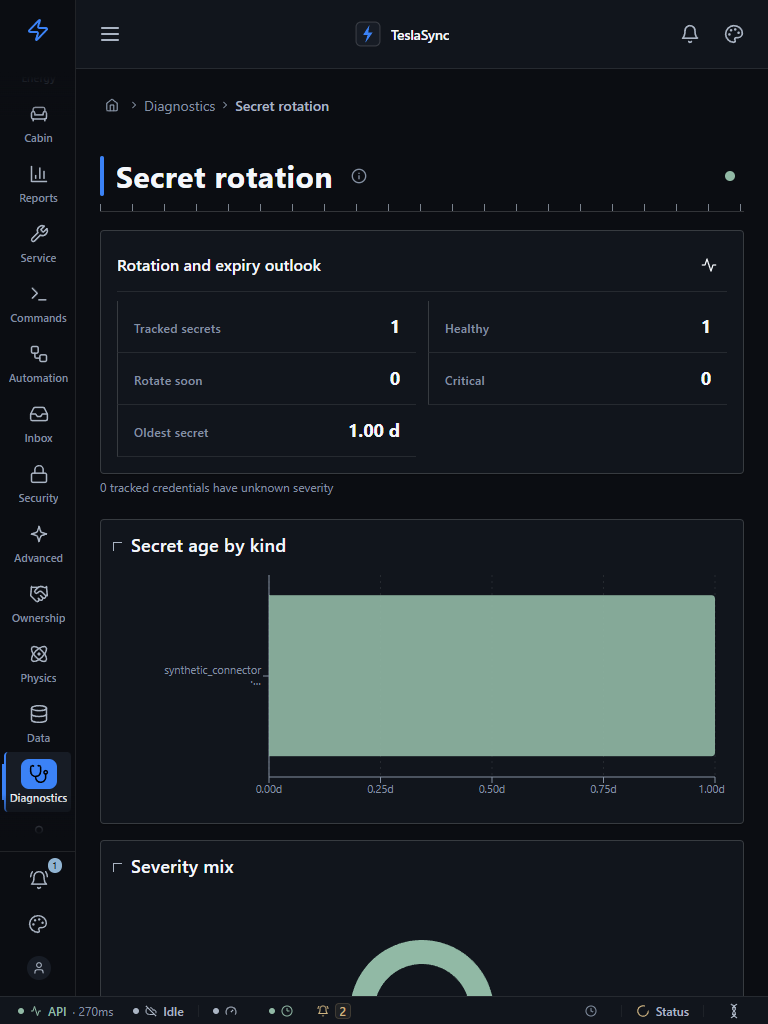 TeslaSync
Diagnostics
Secret rotation
Secret rotation
Cabin
Reports
Service
Commands
Automation
Inbox
Security
Advanced
Ownership
Physics
Data
Diagnostics
1
Rotation and expiry outlook
Tracked secrets 1
Healthy 1
Rotate soon 0
Critical 0
Oldest secret 1.00 d
0 tracked credentials have unknown severity
Secret age by kind
synthetic_connector
·...
0.00d 0.25d 0.50d 0.75d 1.00d
Severity mix
API · 270ms Idle 2 Status